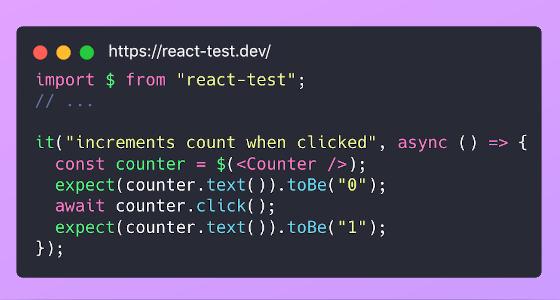 https://react-test.dev/
import $ from "react-test";
// ...
it("increments count when clicked", async () => {
  const counter = $(<Counter />);
  expect(counter.text()).toBe("0");
  await counter.click();
  expect(counter.text()).toBe("1");
});